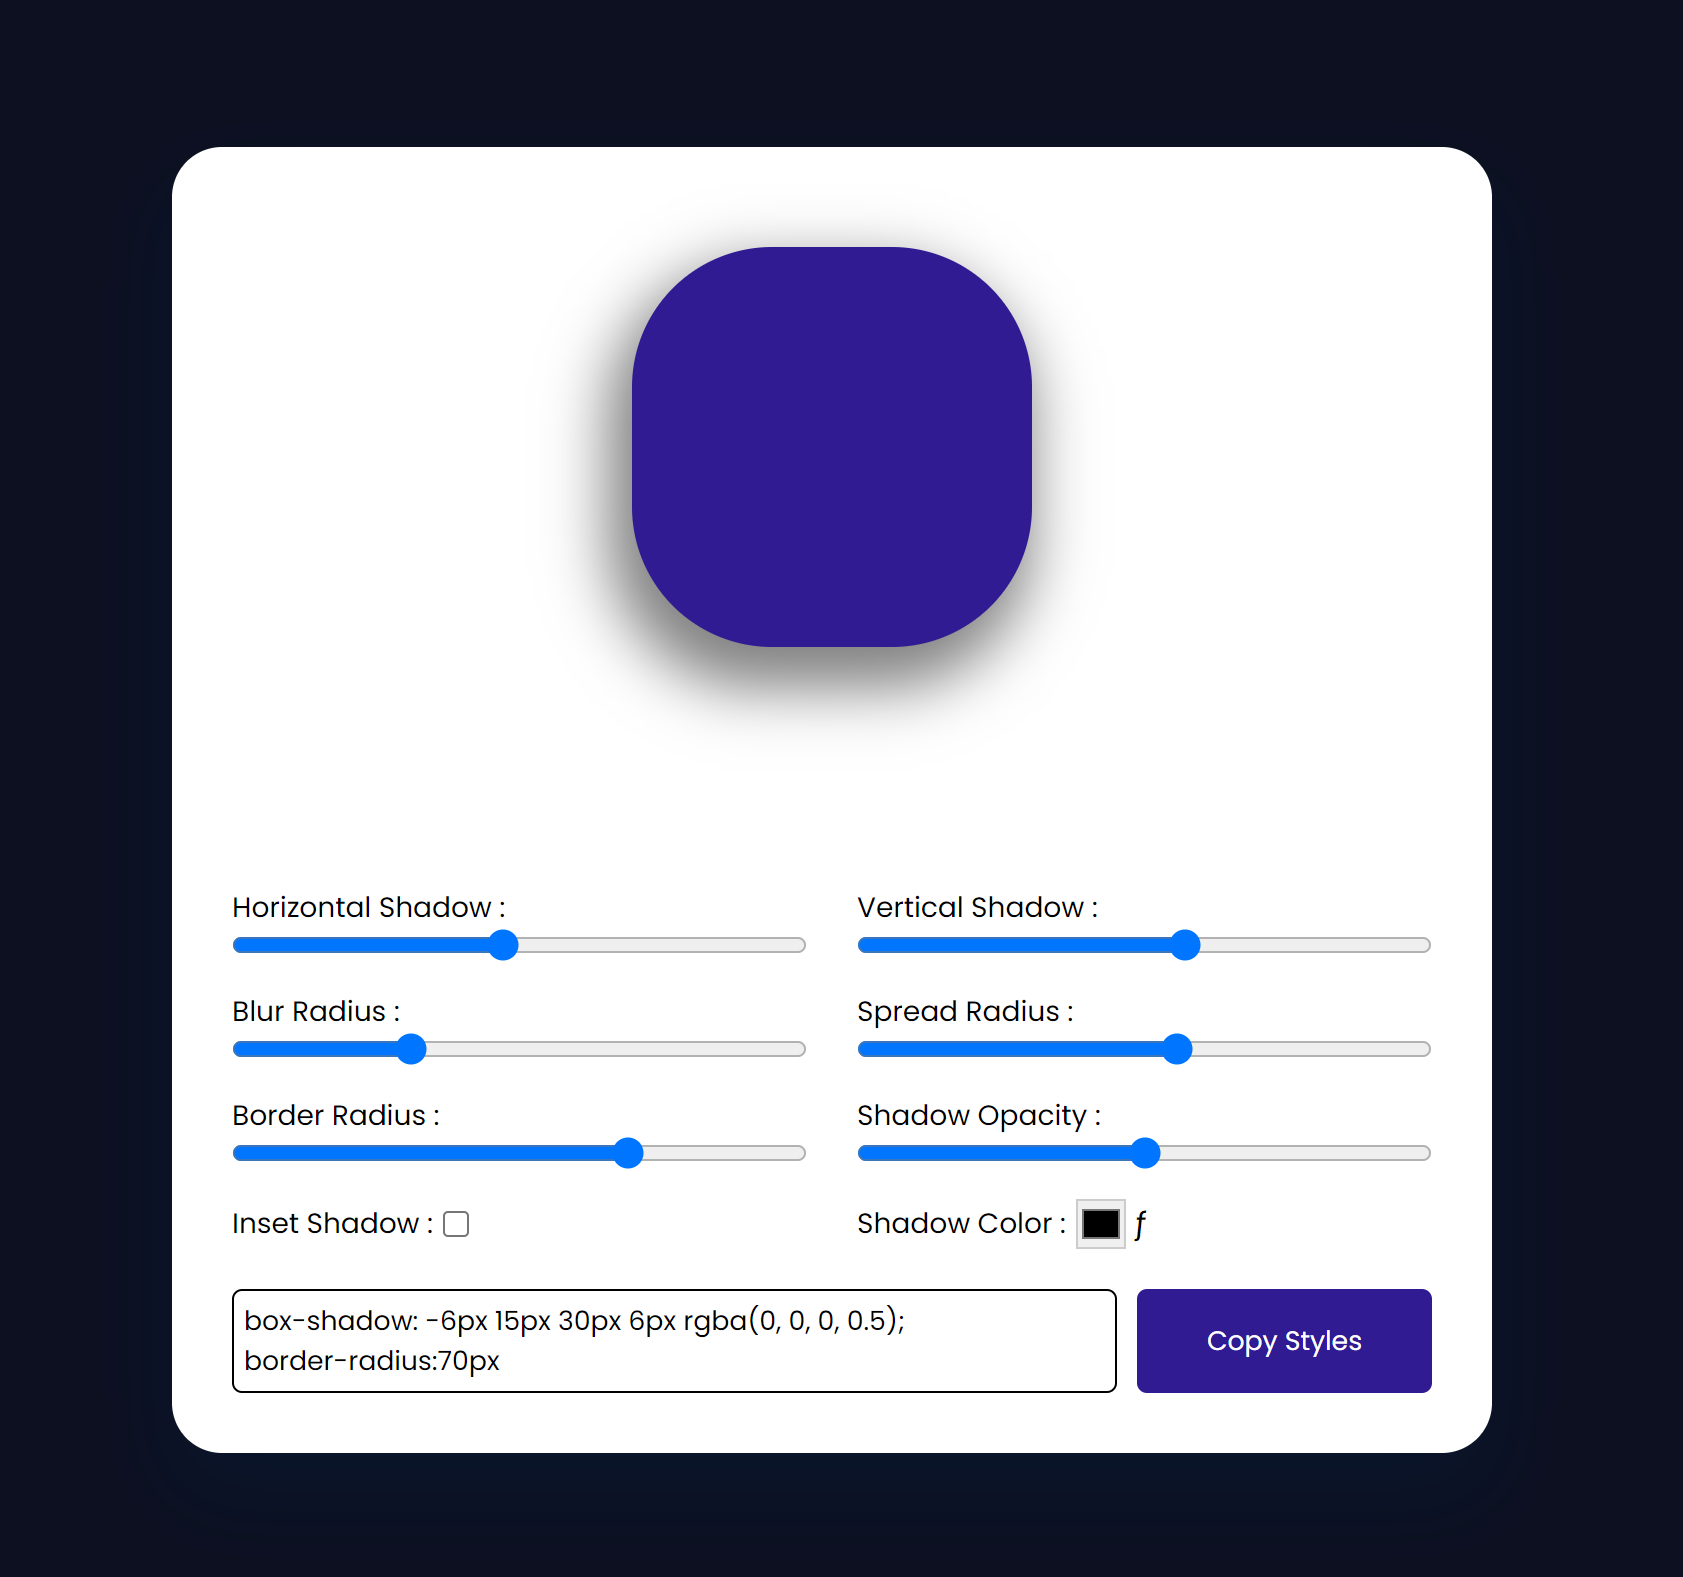 Horizontal Shadow :
Vertical Shadow :
Blur Radius :
Spread Radius :
Border Radius :
Shadow Opacity :
Inset Shadow :
Shadow Color : ƒ
box-shadow: -6px 15px 30px 6px rgba(0, 0, 0, 0.5);
border-radius:70px
Copy Styles